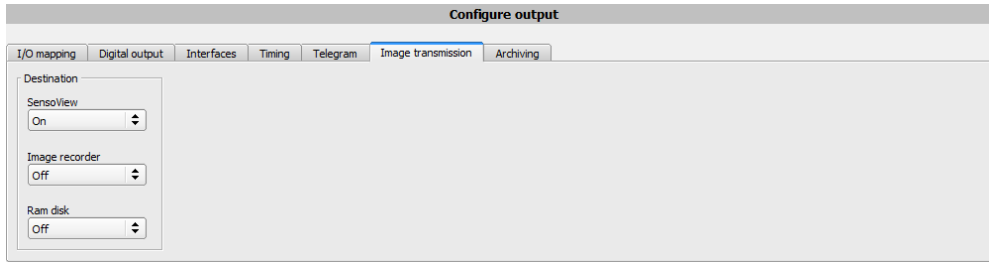 Configure output
I/O mapping Digital output Interfaces Timing Telegram Image transmission Archiving
Destination
SensoView
On
Image recorder
Off
Ram disk
Off